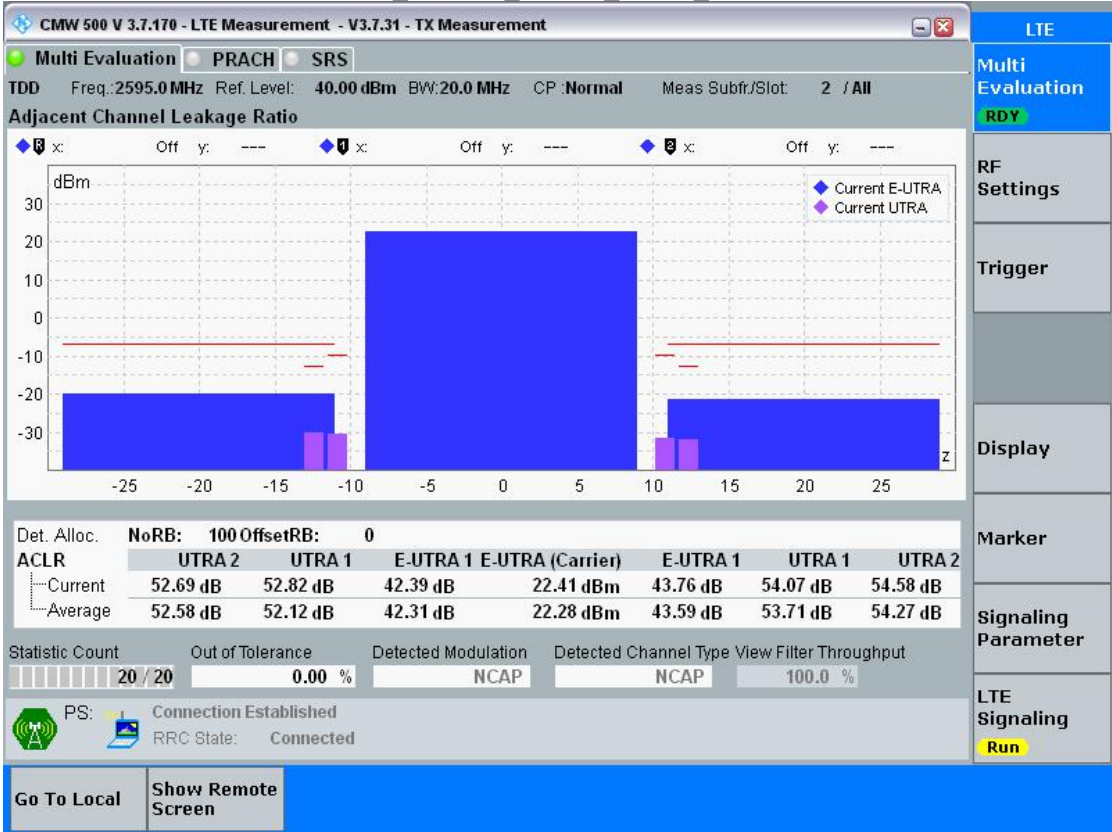 CMW 500 V 3.7.170 - LTE Measurement - V3.7.31 - TX Measurement
LTE
Multi Evaluation PRACH SRS
TDD Freq.:2595.0 MHz Ref. Level: 40.00 dBm BW:20.0 MHz CP :Normal Meas Subfr./Slot: 2 / All
Adjacent Channel Leakage Ratio
R x: Off y: --- 1 x: Off y: --- 2 x: Off y: ---
dBm
Current E-UTRA
Current UTRA
30
20
10
0
-10
-20
-30
z
-25 -20 -15 -10 -5 0 5 10 15 20 25
Det. Alloc. NoRB: 100 OffsetRB: 0
ACLR UTRA 2 UTRA 1 E-UTRA 1 E-UTRA (Carrier) E-UTRA 1 UTRA 1 UTRA 2
Current 52.69 dB 52.82 dB 42.39 dB 22.41 dBm 43.76 dB 54.07 dB 54.58 dB
Average 52.58 dB 52.12 dB 42.31 dB 22.28 dBm 43.59 dB 53.71 dB 54.27 dB
Statistic Count Out of Tolerance Detected Modulation Detected Channel Type View Filter Throughput
20 / 20 0.00 % NCAP NCAP 100.0 %
PS: Connection Established
RRC State: Connected
Multi
Evaluation
RDY
RF
Settings
Trigger
Display
Marker
Signaling
Parameter
LTE
Signaling
Run
Go To Local
Show Remote
Screen